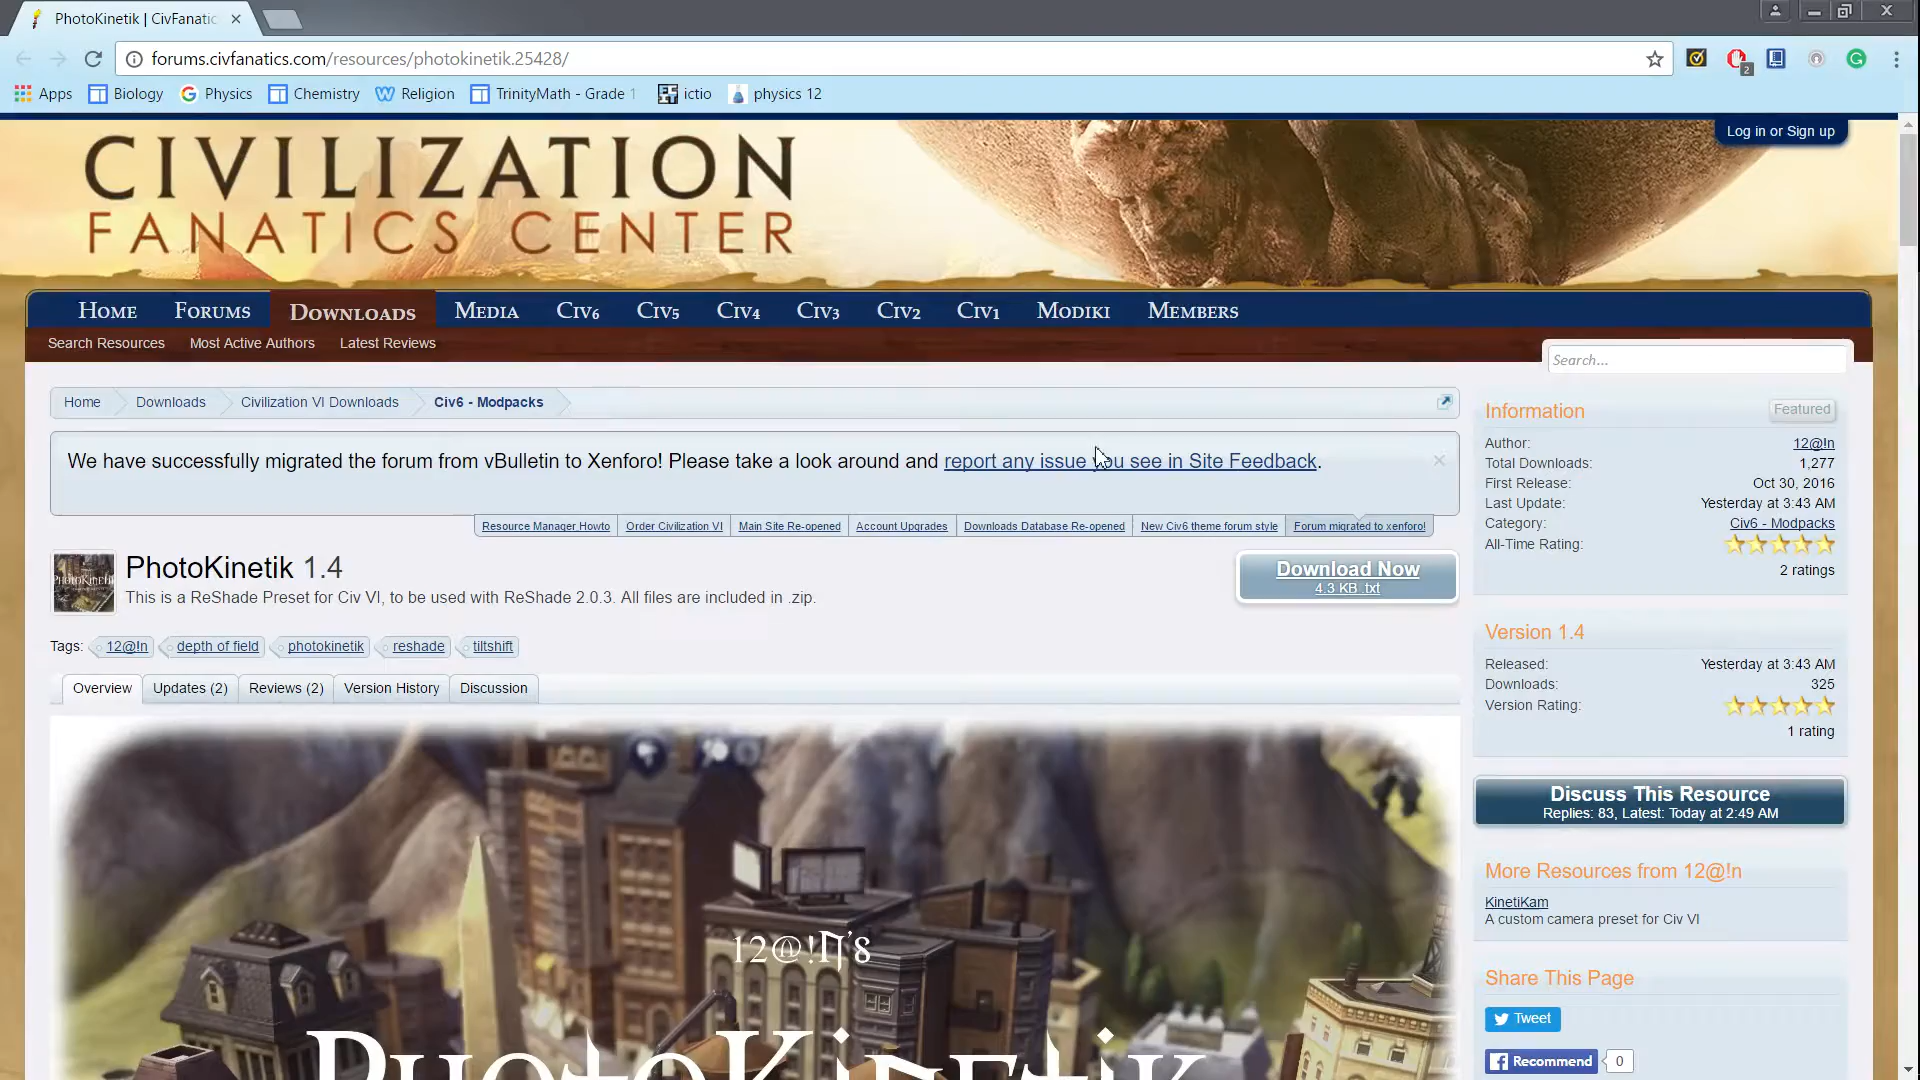 PhotoKinetik | CivFanatic
forums.civfanatics.com/resources/photokinetik.25428/
2
Apps Biology Physics Chemistry Religion TrinityMath - Grade 1 ictio physics 12
CIVILIZATION
FANATICS CENTER
Log in or Sign up
Home Forums Downloads Media Civ6 Civ5 Civ4 Civ3 Civ2 Civ1 Modiki Members
Search Resources Most Active Authors Latest Reviews
Search...
Home Downloads Civilization VI Downloads Civ6 - Modpacks
We have successfully migrated the forum from vBulletin to Xenforo! Please take a look around and report any issue you see in Site Feedback.
Resource Manager Howto Order Civilization VI Main Site Re-opened Account Upgrades Downloads Database Re-opened New Civ6 theme forum style Forum migrated to xenforo!
PHOTOKINETIK
PhotoKinetik 1.4
This is a ReShade Preset for Civ VI, to be used with ReShade 2.0.3. All files are included in .zip.
Download Now
4.3 KB .txt
Tags: 12@!n depth of field photokinetik reshade tiltshift
Overview Updates (2) Reviews (2) Version History Discussion
12@!N'S
PHOTOKINETIK
Information Featured
Author: 12@!n
Total Downloads: 1,277
First Release: Oct 30, 2016
Last Update: Yesterday at 3:43 AM
Category: Civ6 - Modpacks
All-Time Rating:
2 ratings
Version 1.4
Released: Yesterday at 3:43 AM
Downloads: 325
Version Rating:
1 rating
Discuss This Resource
Replies: 83, Latest: Today at 2:49 AM
More Resources from 12@!n
KinetiKam
A custom camera preset for Civ VI
Share This Page
Tweet
Recommend 0